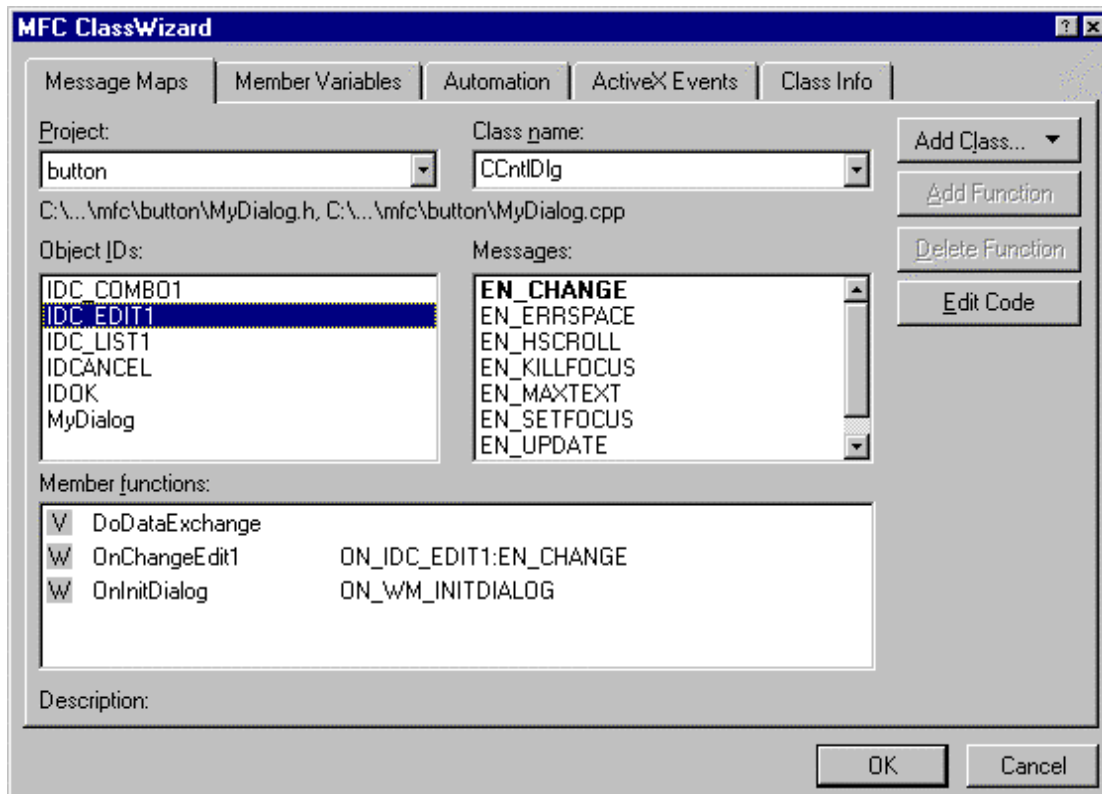 MFC ClassWizard
Message Maps Member Variables Automation ActiveX Events Class Info
Project: Class name:
button CCntlDlg
C:\...\mfc\button\MyDialog.h, C:\...\mfc\button\MyDialog.cpp
Add Class...
Add Function
Delete Function
Edit Code
Object IDs:
IDC_COMBO1
IDC_EDIT1
IDC_LIST1
IDCANCEL
IDOK
MyDialog
Messages:
EN_CHANGE
EN_ERRSPACE
EN_HSCROLL
EN_KILLFOCUS
EN_MAXTEXT
EN_SETFOCUS
EN_UPDATE
Member functions:
V DoDataExchange
W OnChangeEdit1 ON_IDC_EDIT1:EN_CHANGE
W OnInitDialog ON_WM_INITDIALOG
Description:
OK Cancel